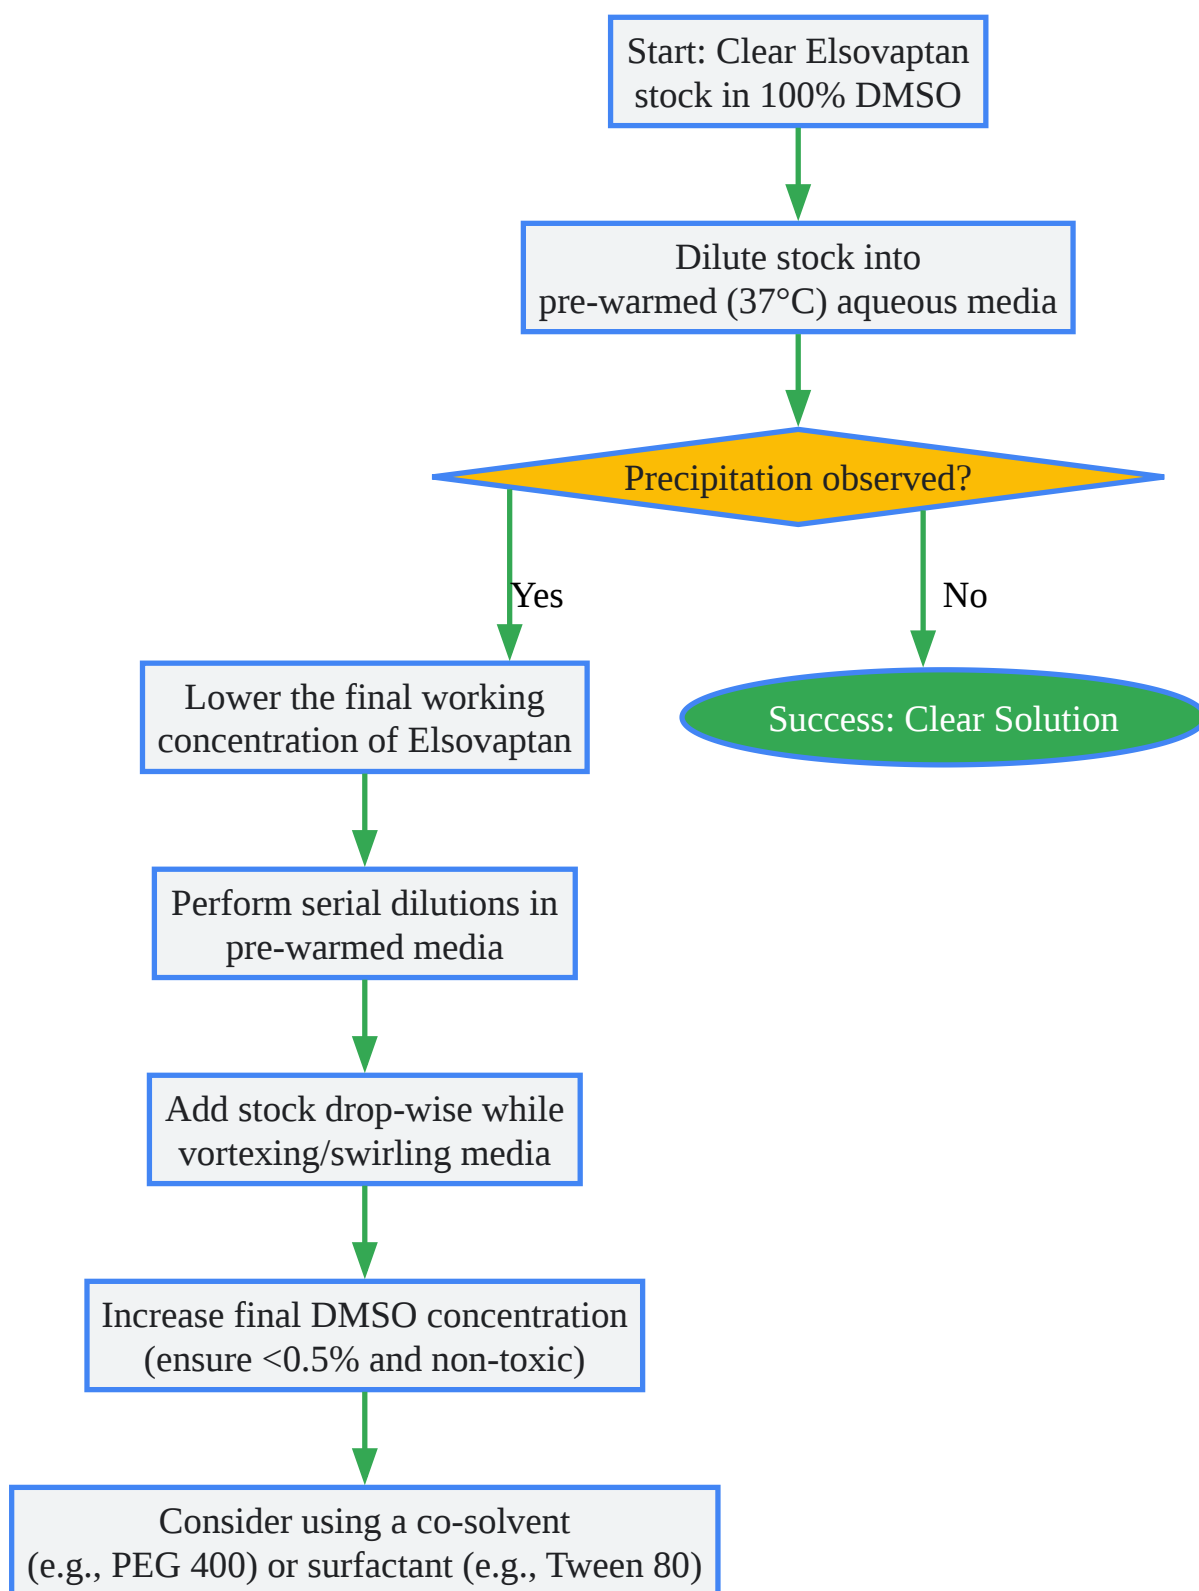 Start: Clear Elsovaptan
stock in 100% DMSO
Dilute stock into
pre-warmed (37°C) aqueous media
Precipitation observed?
Yes
No
Lower the final working
concentration of Elsovaptan
Success: Clear Solution
Perform serial dilutions in
pre-warmed media
Add stock drop-wise while
vortexing/swirling media
Increase final DMSO concentration
(ensure <0.5% and non-toxic)
Consider using a co-solvent
(e.g., PEG 400) or surfactant (e.g., Tween 80)